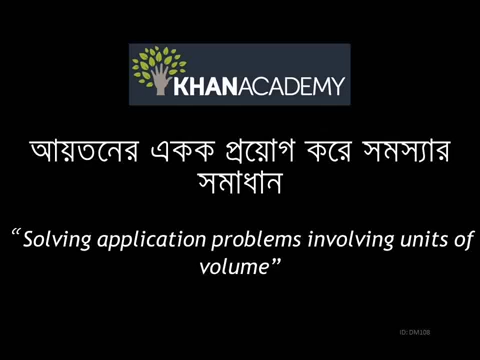 KHANACADEMY
আয়তনের একক প্রয়োগ করে সমস্যার
সমাধান
“Solving application problems involving units of
volume”
ID: DM108